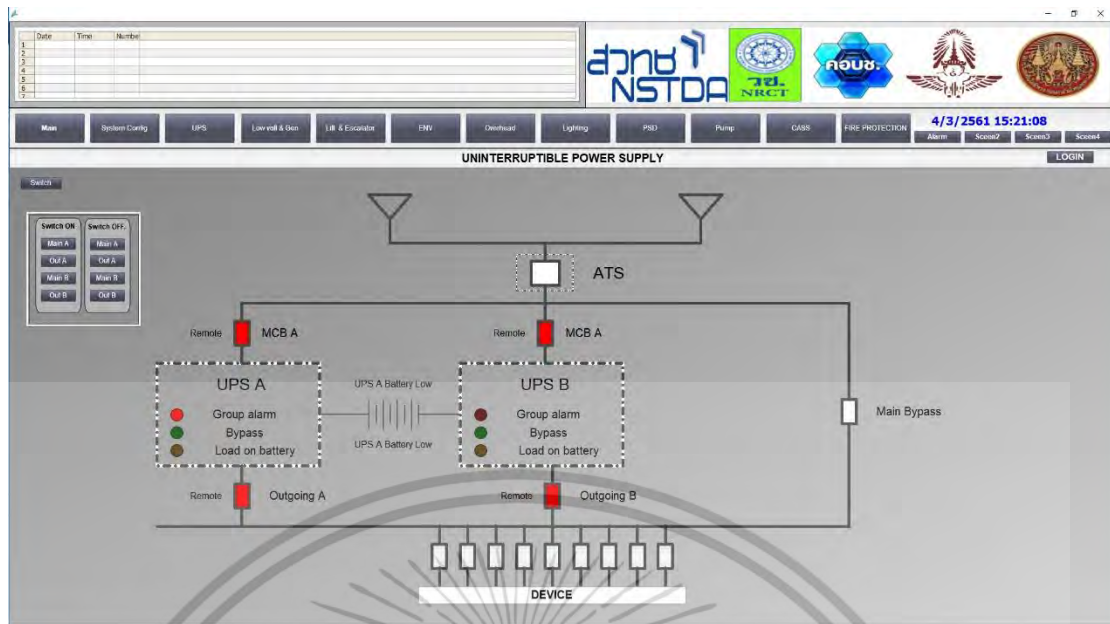 Date Time Number
1
2
3
4
5
6
7
สวทช
NSTDA
วช.
NRCT
คอบช.
Main System Config UPS Low volt & Gen Lift & Escalator ENV Overhead Lighting PSD Pump CASS FIRE PROTECTION
4/3/2561 15:21:08
Alarm Sceen2 Sceen3 Sceen4
UNINTERRUPTIBLE POWER SUPPLY
LOGIN
Switch
Switch ON Switch OFF.
Main A Main A
Out A Out A
Main B Main B
Out B Out B
ATS
Remote MCB A Remote MCB A
UPS A UPS A Battery Low UPS B
Group alarm Group alarm
Bypass Bypass
Load on battery UPS A Battery Low Load on battery
Main Bypass
Remote Outgoing A Remote Outgoing B
DEVICE